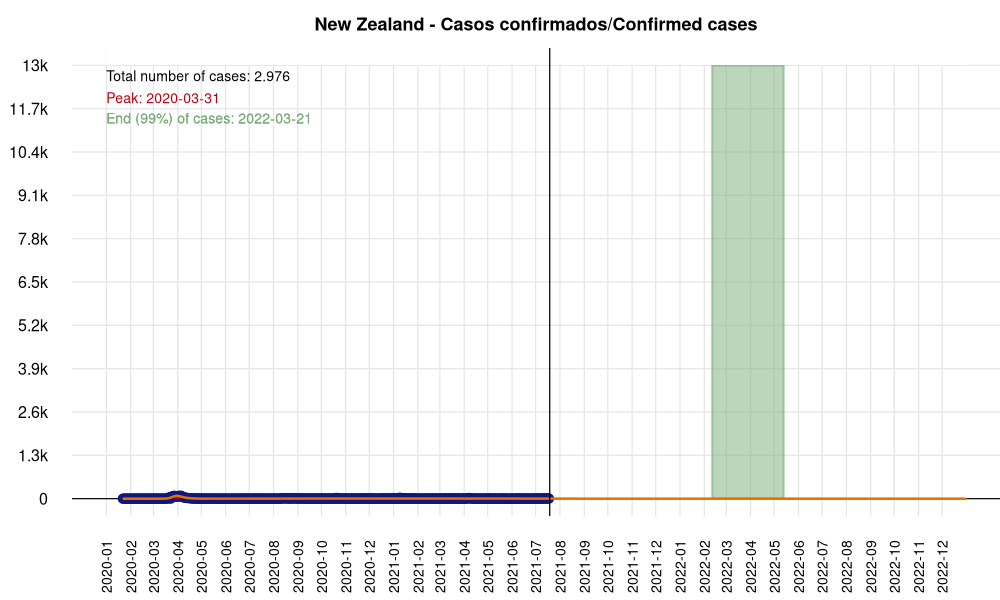 New Zealand - Casos confirmados/Confirmed cases
Total number of cases: 2.976
Peak: 2020-03-31
End (99%) of cases: 2022-03-21
13k
11.7k
10.4k
9.1k
7.8k
6.5k
5.2k
3.9k
2.6k
1.3k
0
2020-01
2020-02
2020-03
2020-04
2020-05
2020-06
2020-07
2020-08
2020-09
2020-10
2020-11
2020-12
2021-01
2021-02
2021-03
2021-04
2021-05
2021-06
2021-07
2021-08
2021-09
2021-10
2021-11
2021-12
2022-01
2022-02
2022-03
2022-04
2022-05
2022-06
2022-07
2022-08
2022-09
2022-10
2022-11
2022-12